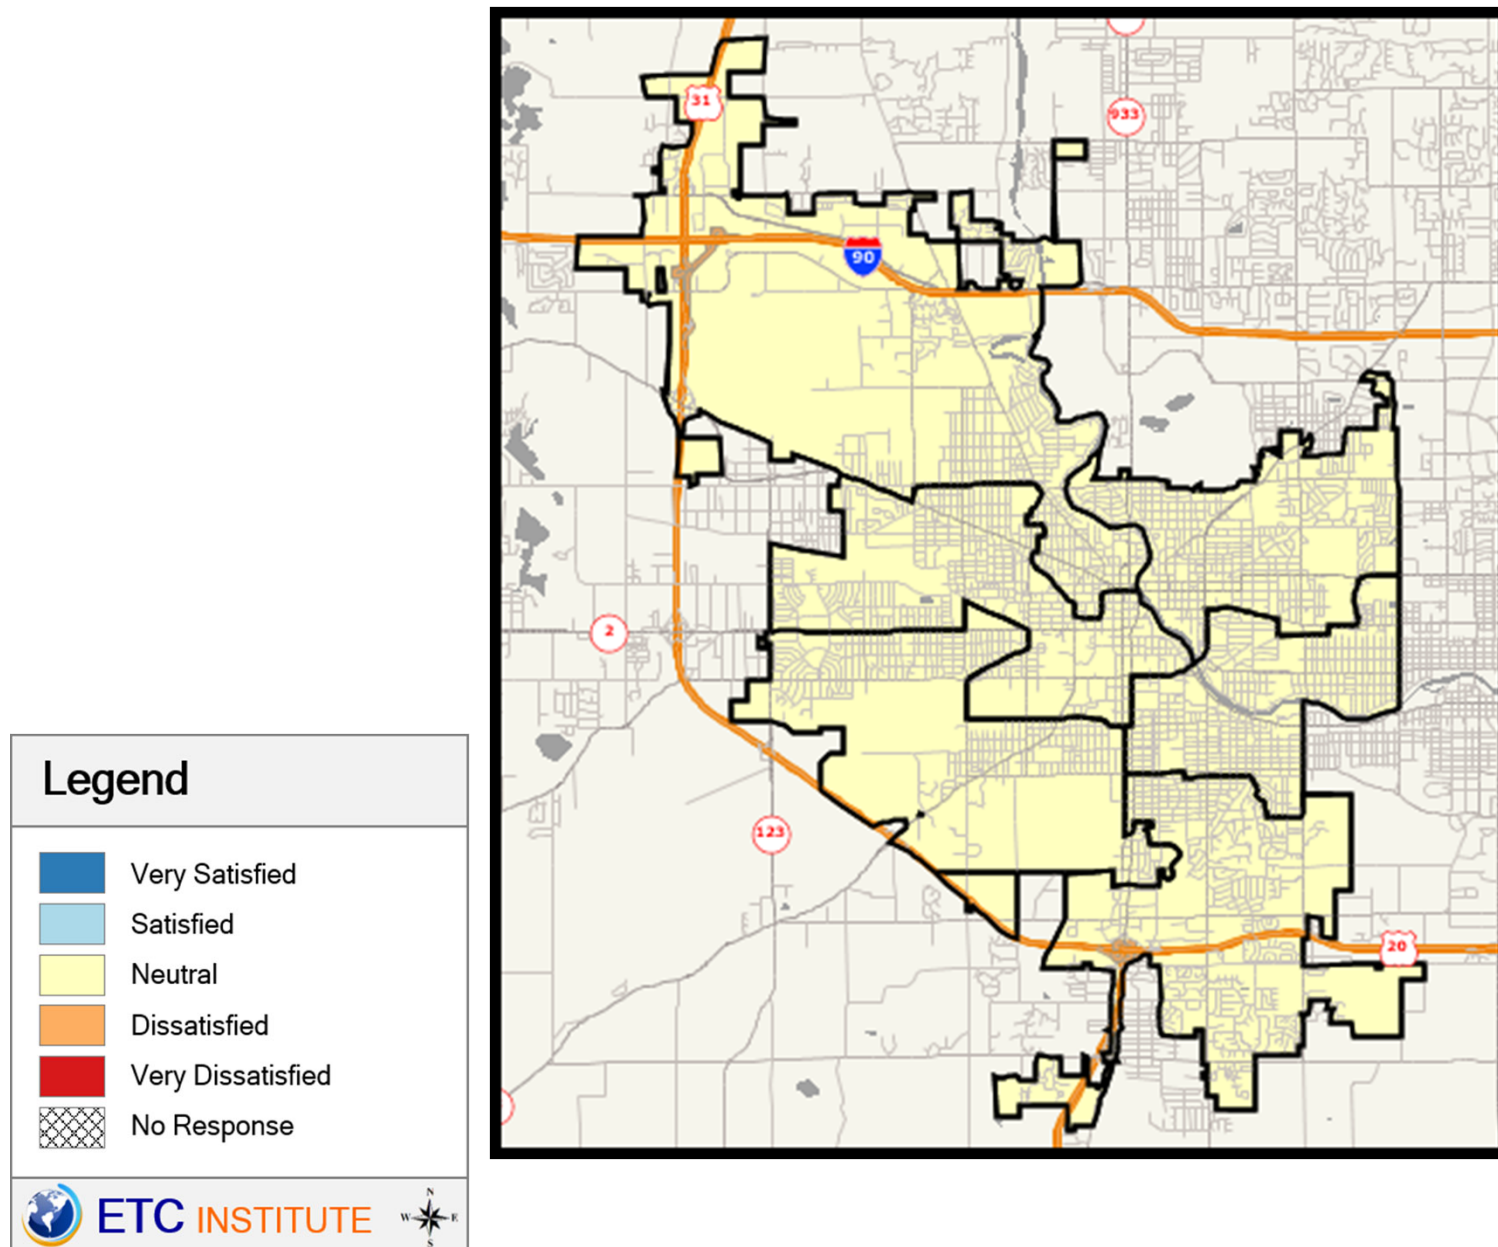 31
933
90
2
123
20
Legend
Very Satisfied
Satisfied
Neutral
Dissatisfied
Very Dissatisfied
No Response
ETC INSTITUTE
N
W E
S